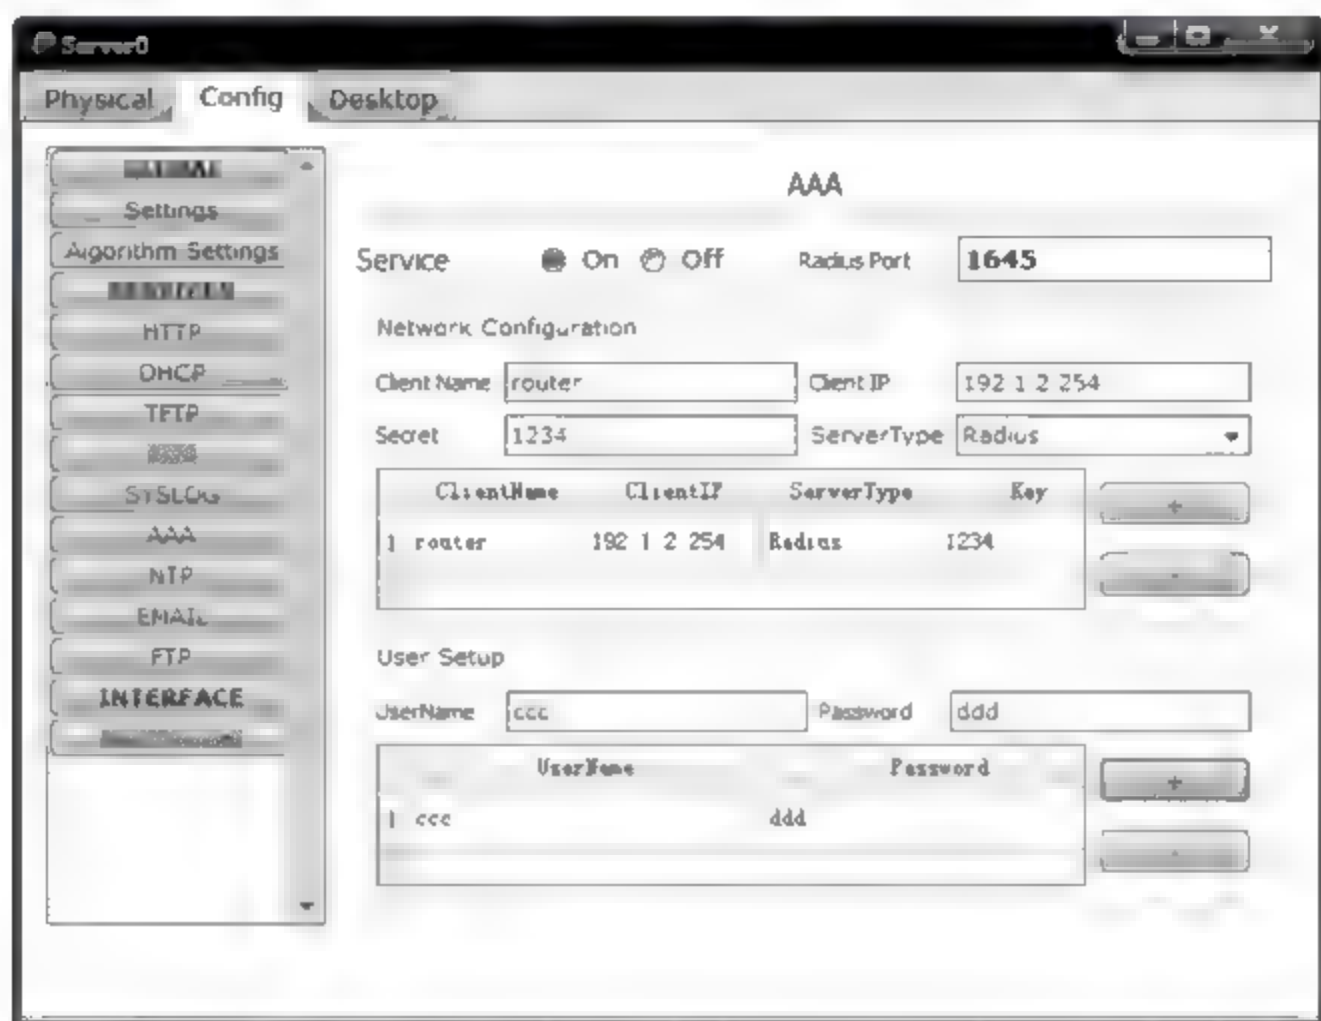 Server0
Physical Config Desktop
GLOBAL
Settings
Algorithm Settings
SERVICES
HTTP
DHCP
TFTP
SYSLOG
AAA
NTP
EMAIL
FTP
INTERFACE
AAA
Service On Off Radius Port 1645
Network Configuration
Client Name router Client IP 192 1 2 254
Secret 1234 ServerType Radius
ClientName ClientIP ServerType Key
1 router 192 1 2 254 Radius 1234
+
-
User Setup
UserName ccc Password ddd
UserName Password
1 ccc ddd
+
-